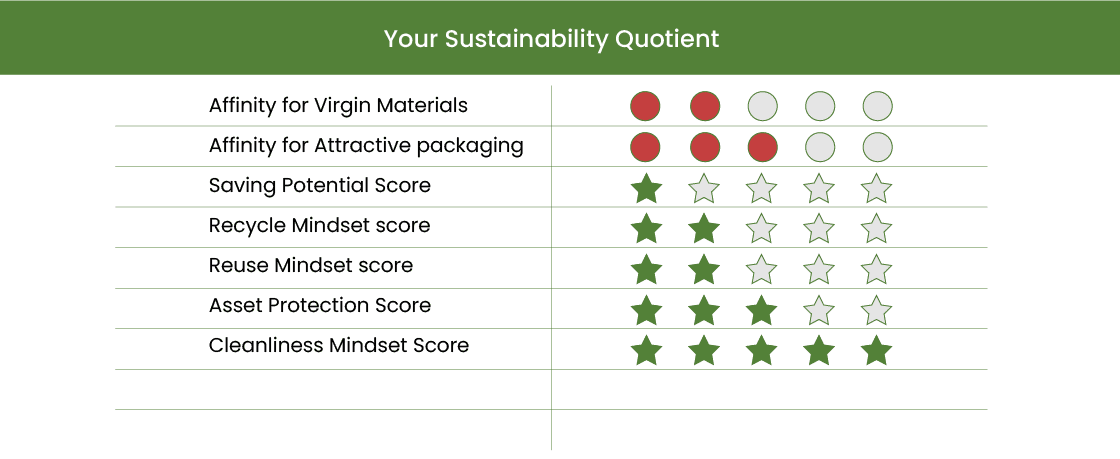 Your Sustainability Quotient
Affinity for Virgin Materials
Affinity for Attractive packaging
Saving Potential Score
Recycle Mindset score
Reuse Mindset score
Asset Protection Score
Cleanliness Mindset Score